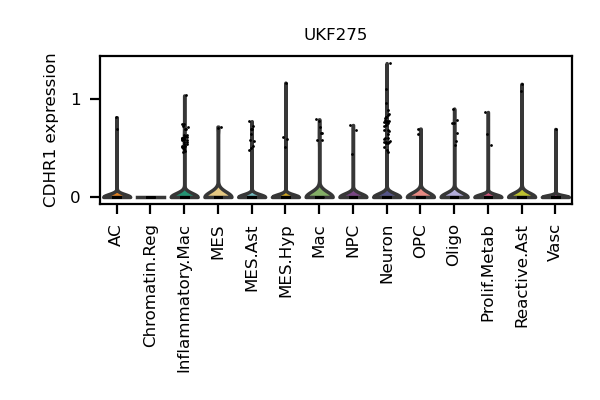 UKF275
CDHR1 expression
1
0
AC
Chromatin.Reg
Inflammatory.Mac
MES
MES.Ast
MES.Hyp
Mac
NPC
Neuron
OPC
Oligo
Prolif.Metab
Reactive.Ast
Vasc